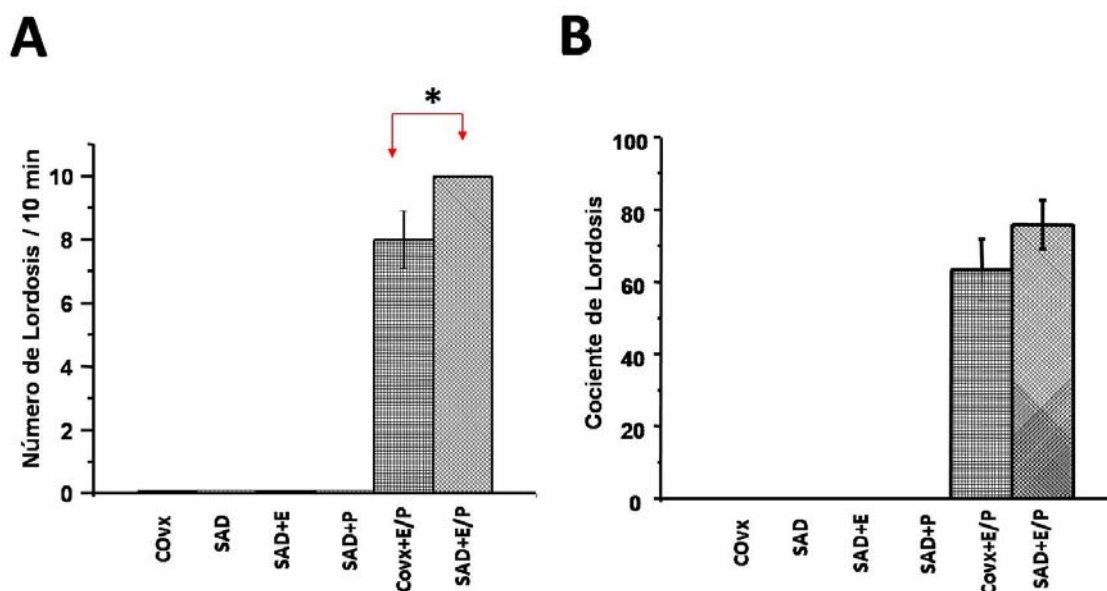 A
Número de Lordosis / 10 min
10
8
6
4
2
0
*
COvx
SAD
SAD+E
SAD+P
Covx+E/P
SAD+E/P
B
Cociente de Lordosis
100
80
60
40
20
0
COvx
SAD
SAD+E
SAD+P
Covx+E/P
SAD+E/P